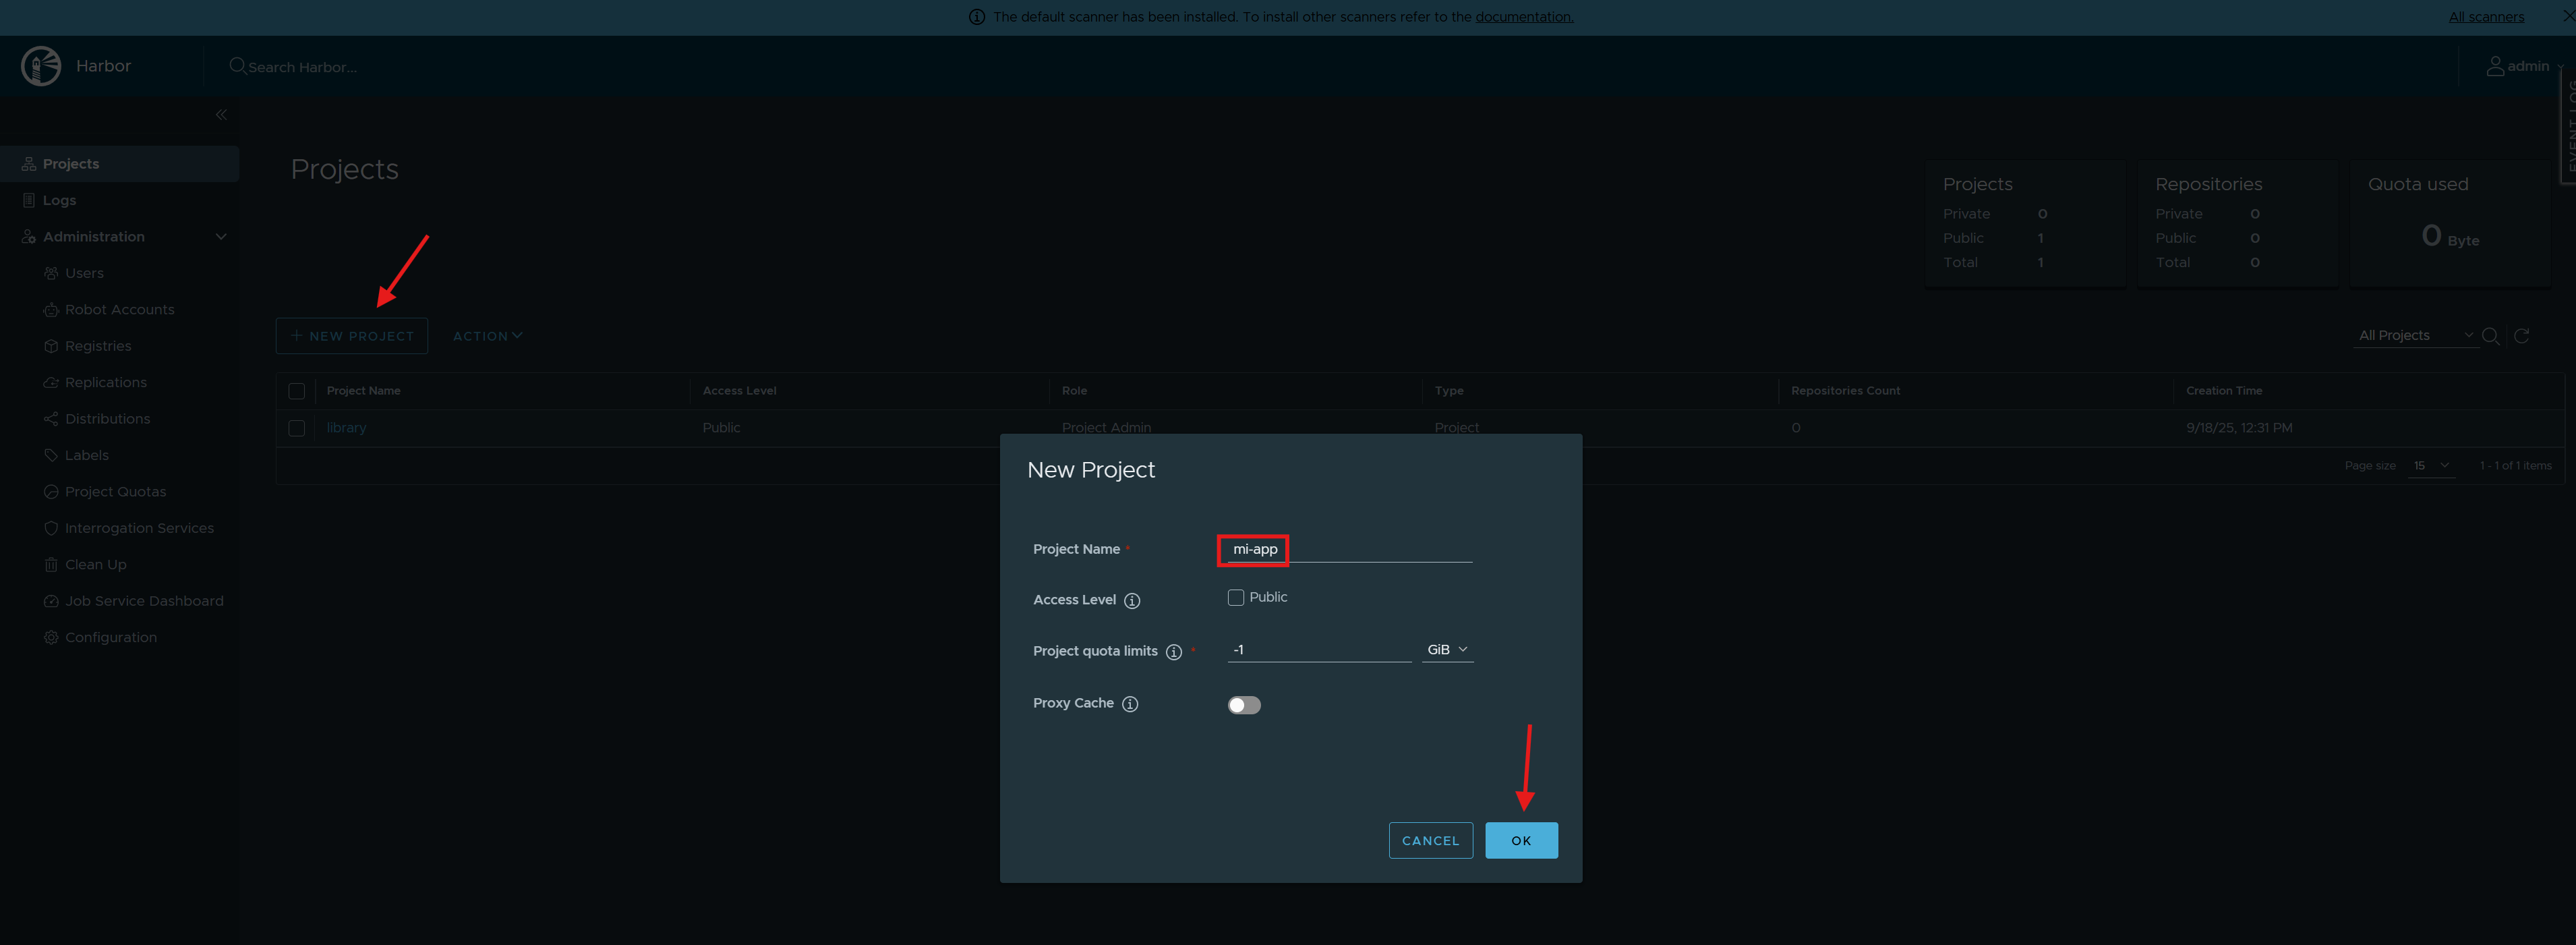 The default scanner has been installed. To install other scanners refer to the documentation.
All scanners
Harbor
Search Harbor...
admin
EVENT LOG
Projects
Logs
Administration
Users
Robot Accounts
Registries
Replications
Distributions
Labels
Project Quotas
Interrogation Services
Clean Up
Job Service Dashboard
Configuration
Projects
Projects
Private 0
Public 1
Total 1
Repositories
Private 0
Public 0
Total 0
Quota used
0 Byte
+ NEW PROJECT
ACTION
All Projects
Project Name Access Level Role Type Repositories Count Creation Time
library Public Project Admin Project 0 9/18/25, 12:31 PM
Page size 15 1 - 1 of 1 items
New Project
Project Name * mi-app
Access Level Public
Project quota limits * -1 GiB
Proxy Cache
CANCEL OK